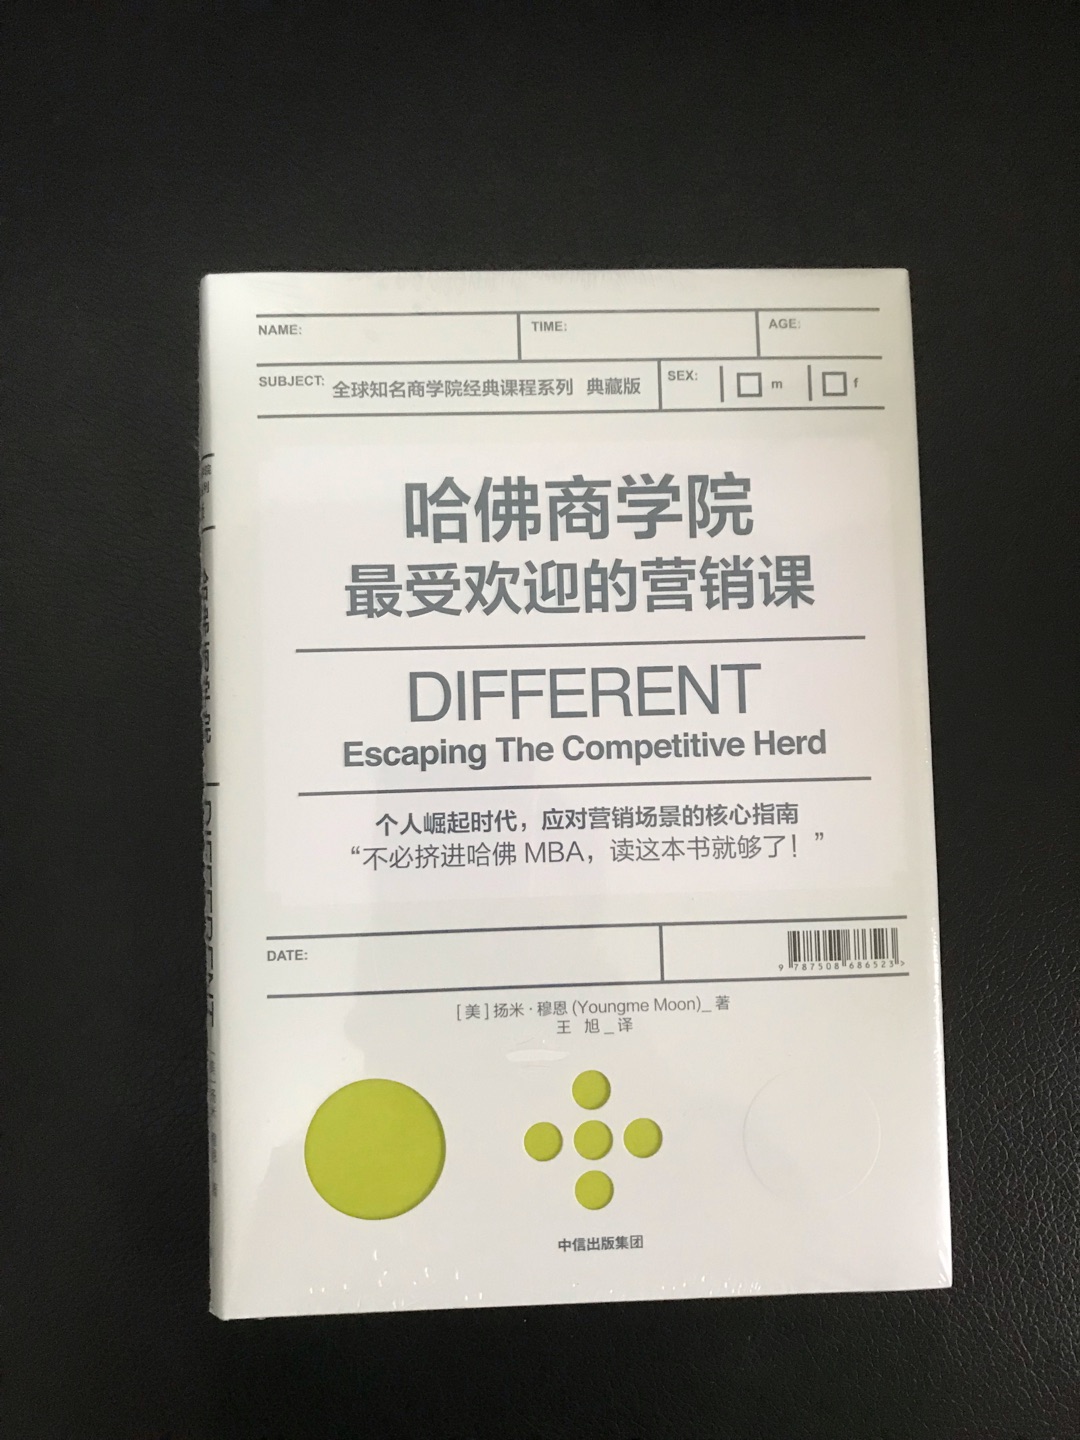 NAME: TIME: AGE:
SUBJECT: 全球知名商学院经典课程系列 典藏版 SEX: m f
哈佛商学院
最受欢迎的营销课
DIFFERENT
Escaping The Competitive Herd
个人崛起时代，应对营销场景的核心指南
“不必挤进哈佛 MBA，读这本书就够了！”
DATE:
9 787508 686523 >
[ 美 ] 扬米 · 穆恩 (Youngme Moon)_ 著
王 旭 _ 译
中信出版集团
DIFFERENT